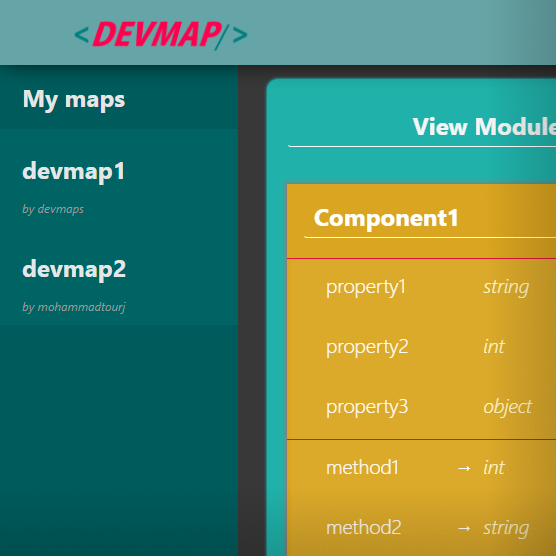 <DEVMAP/>
My maps
devmap1
by devmaps
devmap2
by mohammadtourj
View Module
Component1
property1 string
property2 int
property3 object
method1 → int
method2 → string